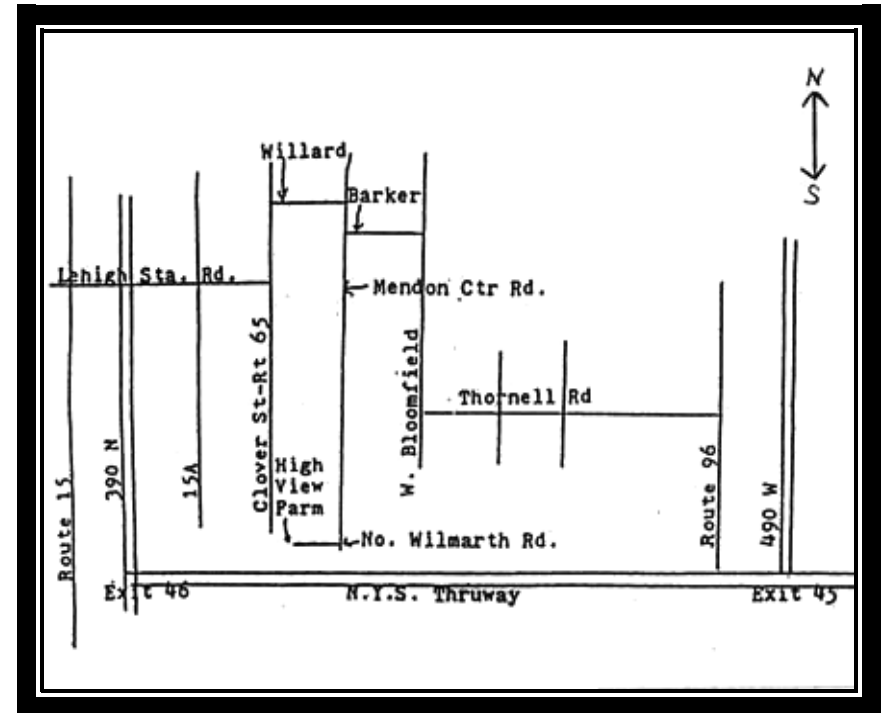 N
Willard
S
Barker
Lehigh Sta. Rd.
Mendon Ctr Rd.
Clover St-Rt 65
W. Bloomfield
Thornell Rd
Route 15
390 N
15A
High
View
Parm
Route 96
490 W
No. Wilmarth Rd.
Exit 46
N.Y.S. Thruway
Exit 45